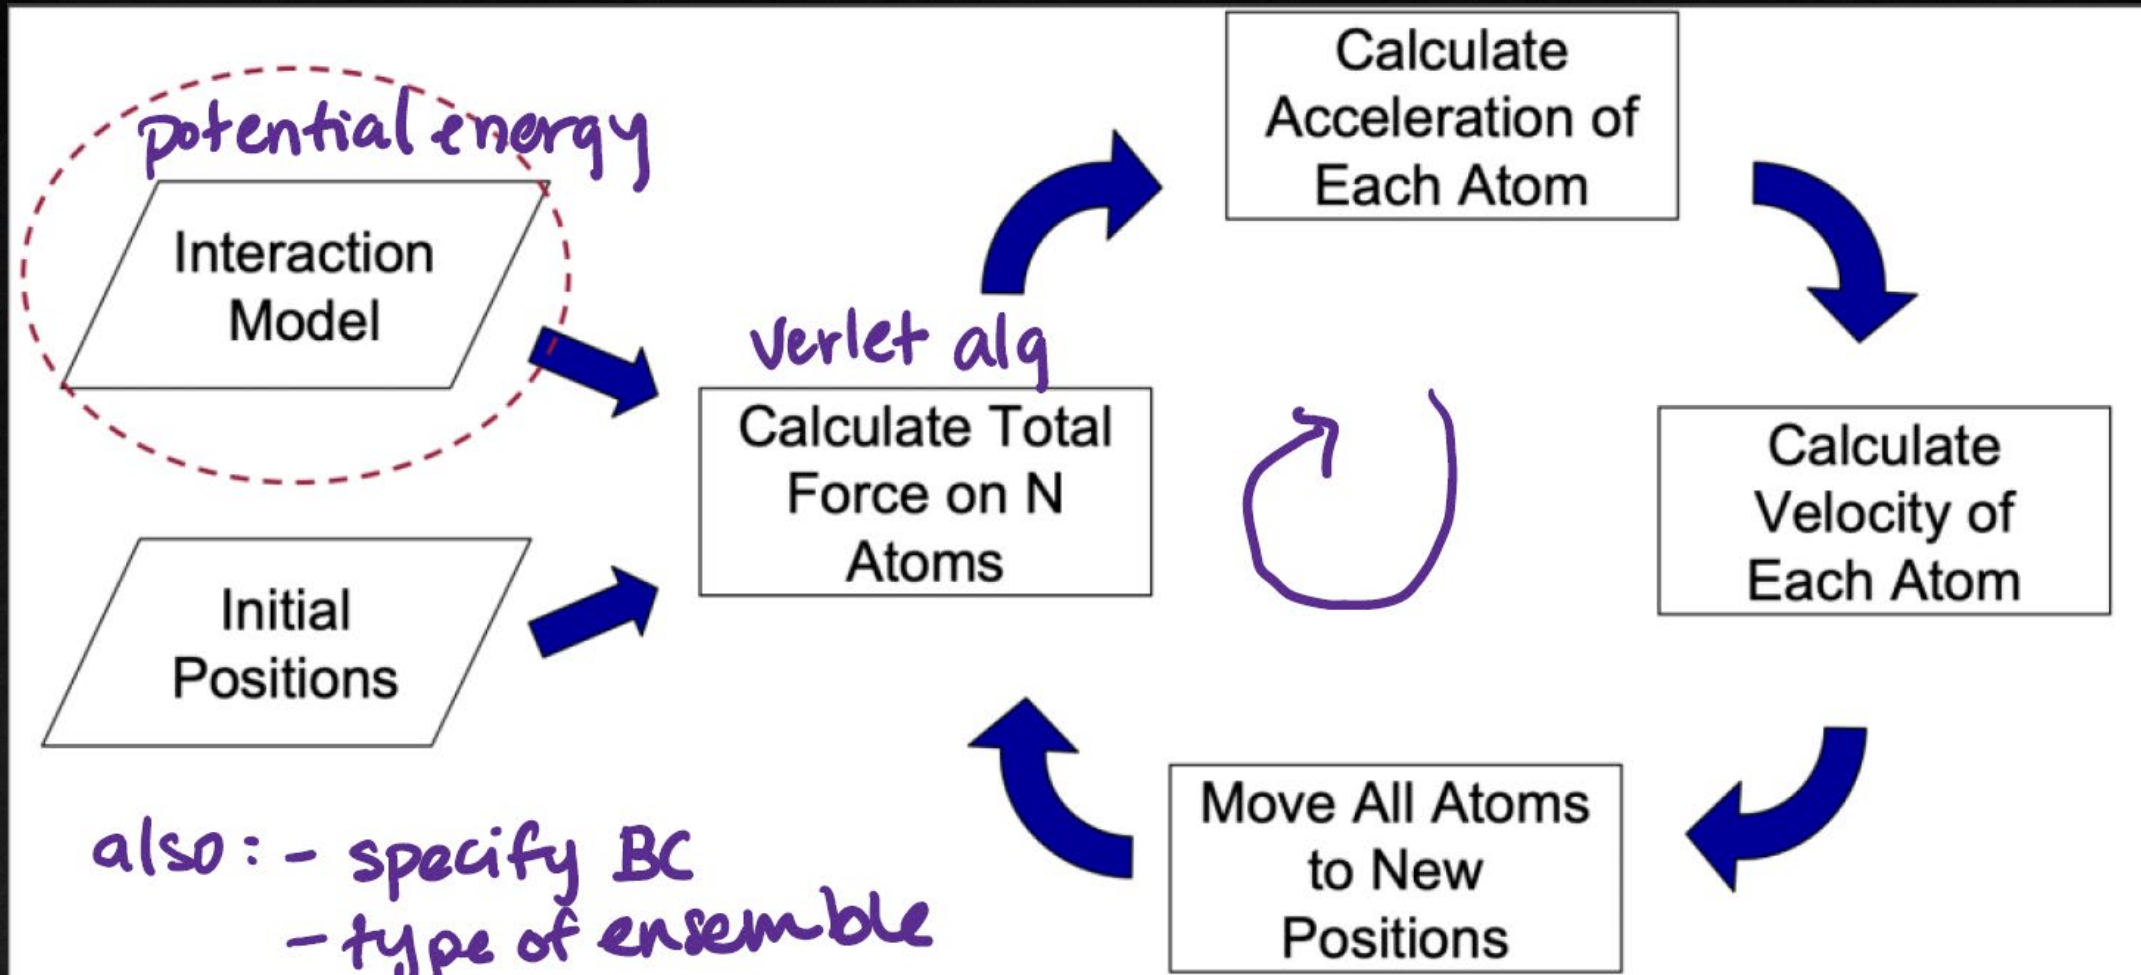 potential energy
Interaction
Model
Initial
Positions
also: - specify BC
- type of ensemble
verlet alg
Calculate Total
Force on N
Atoms
Calculate
Acceleration of
Each Atom
Calculate
Velocity of
Each Atom
Move All Atoms
to New
Positions